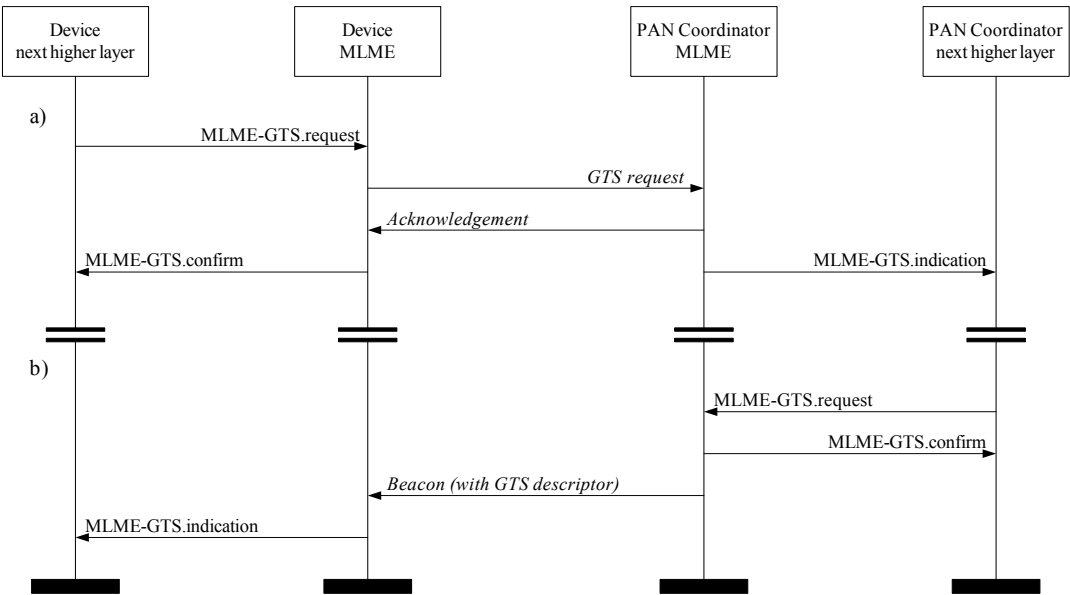 Device
next higher layer
Device
MLME
PAN Coordinator
MLME
PAN Coordinator
next higher layer
a)
MLME-GTS.request
GTS request
Acknowledgement
MLME-GTS.confirm
MLME-GTS.indication
b)
MLME-GTS.request
MLME-GTS.confirm
Beacon (with GTS descriptor)
MLME-GTS.indication